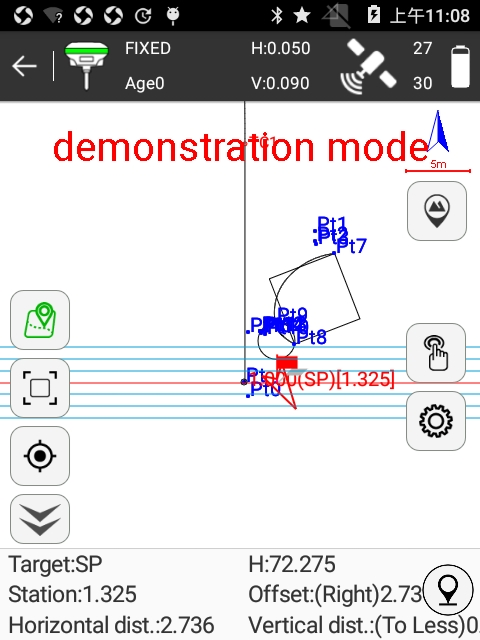 上午11:08
FIXED H:0.050 27
Age0 V:0.090 30
demonstration mode
5m
Pt1
Pt7
Pt9
Pt8
Pt0
(SP)[1.325]
Target:SP H:72.275
Station:1.325 Offset:(Right)2.73
Horizontal dist.:2.736 Vertical dist.:(To Less)0